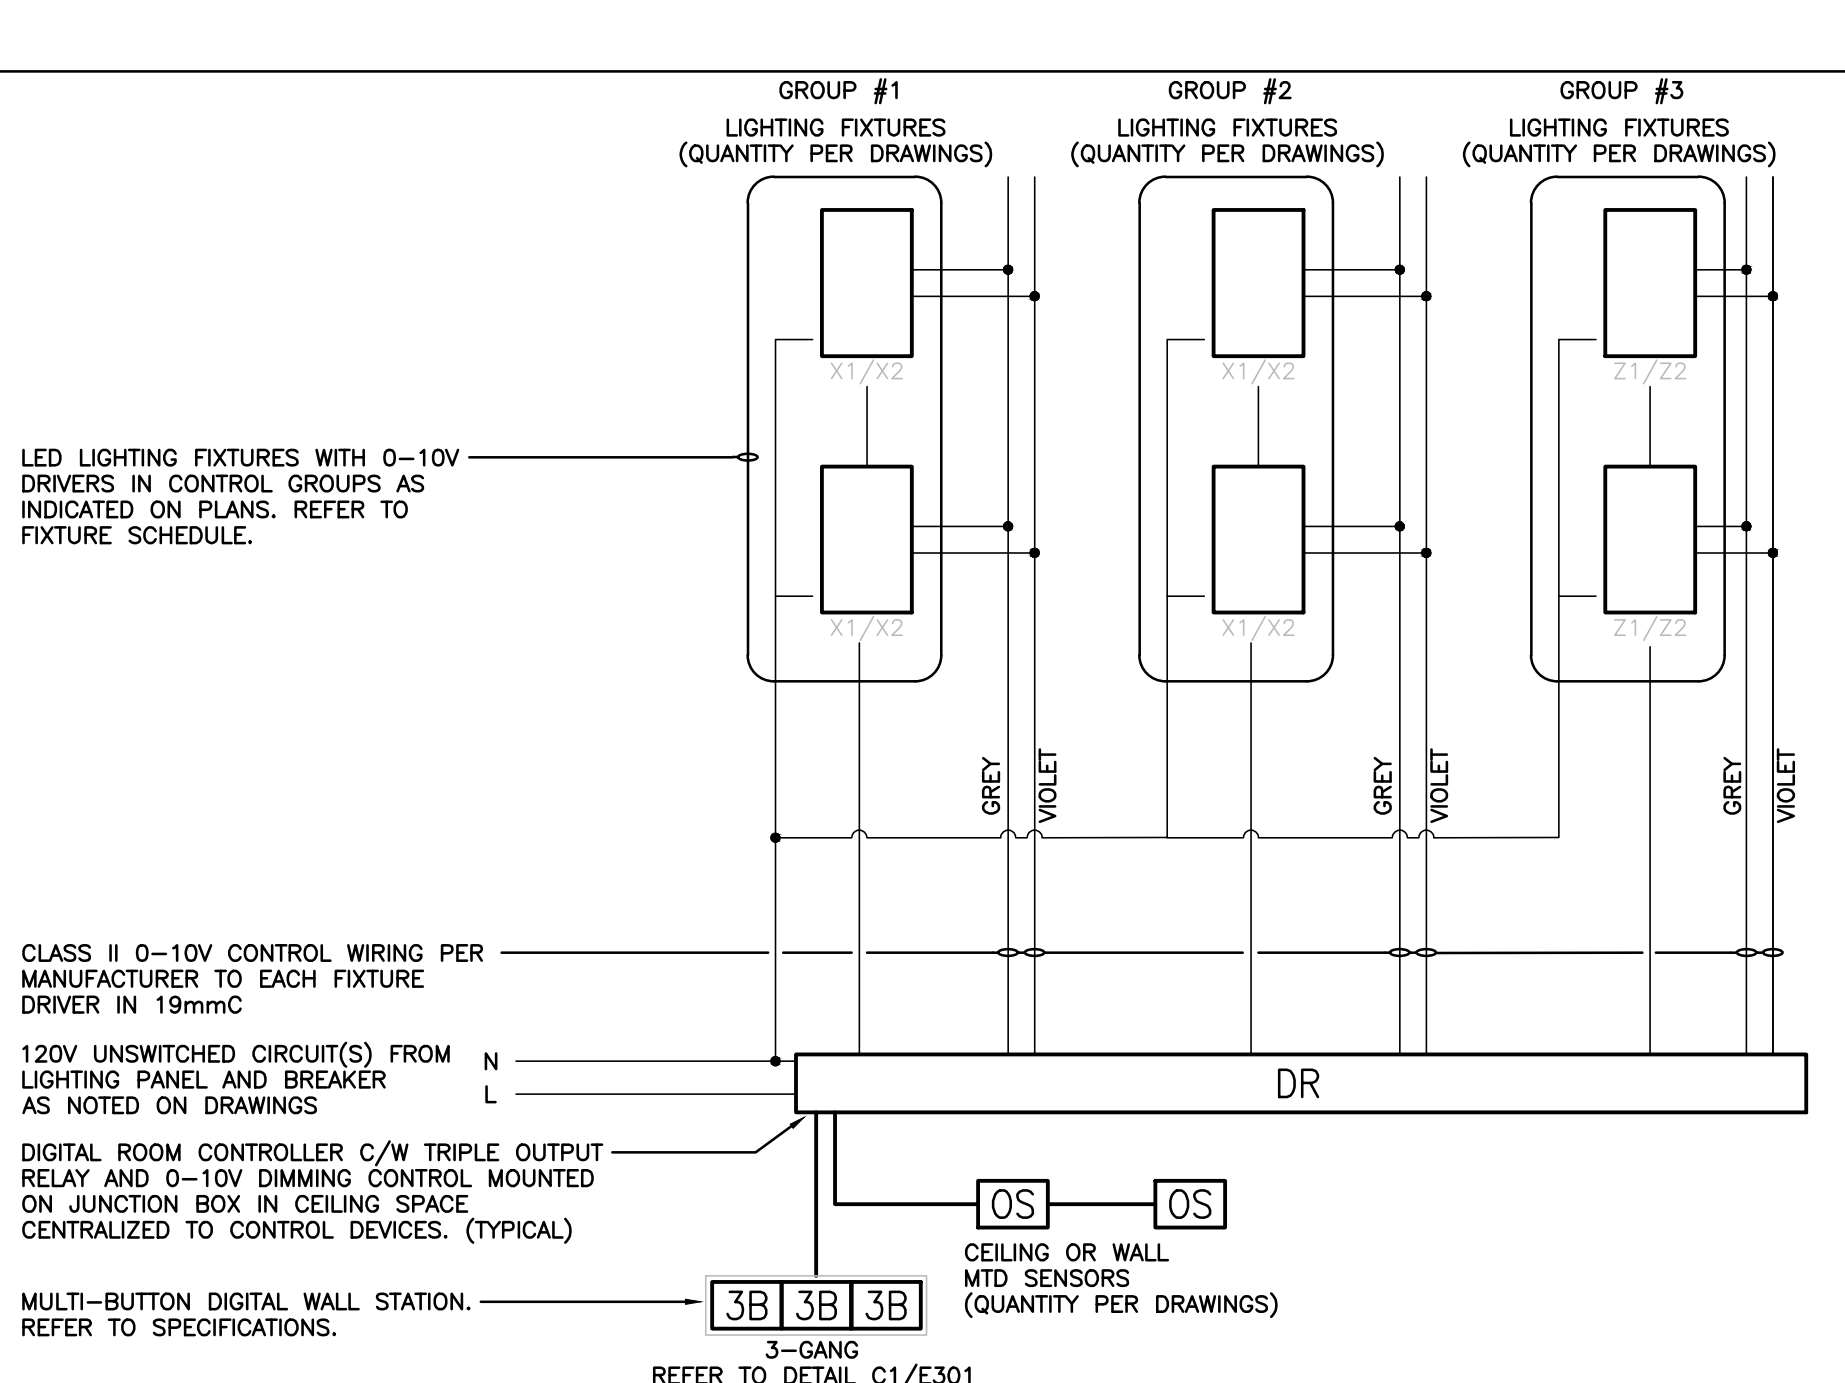 GROUP #1
LIGHTING FIXTURES
(QUANTITY PER DRAWINGS)
GROUP #2
LIGHTING FIXTURES
(QUANTITY PER DRAWINGS)
GROUP #3
LIGHTING FIXTURES
(QUANTITY PER DRAWINGS)
X1/X2
X1/X2
Z1/Z2
LED LIGHTING FIXTURES WITH 0-10V
DRIVERS IN CONTROL GROUPS AS
INDICATED ON PLANS. REFER TO
FIXTURE SCHEDULE.
X1/X2
X1/X2
Z1/Z2
GREY
VIOLET
GREY
VIOLET
GREY
VIOLET
CLASS II 0-10V CONTROL WIRING PER
MANUFACTURER TO EACH FIXTURE
DRIVER IN 19mmC
120V UNSWITCHED CIRCUIT(S) FROM
LIGHTING PANEL AND BREAKER
AS NOTED ON DRAWINGS
N
L
DR
DIGITAL ROOM CONTROLLER C/W TRIPLE OUTPUT
RELAY AND 0-10V DIMMING CONTROL MOUNTED
ON JUNCTION BOX IN CEILING SPACE
CENTRALIZED TO CONTROL DEVICES. (TYPICAL)
OS
OS
CEILING OR WALL
MTD SENSORS
(QUANTITY PER DRAWINGS)
MULTI-BUTTON DIGITAL WALL STATION.
REFER TO SPECIFICATIONS.
3B
3B
3B
3-GANG
REFER TO DETAIL C1/E301